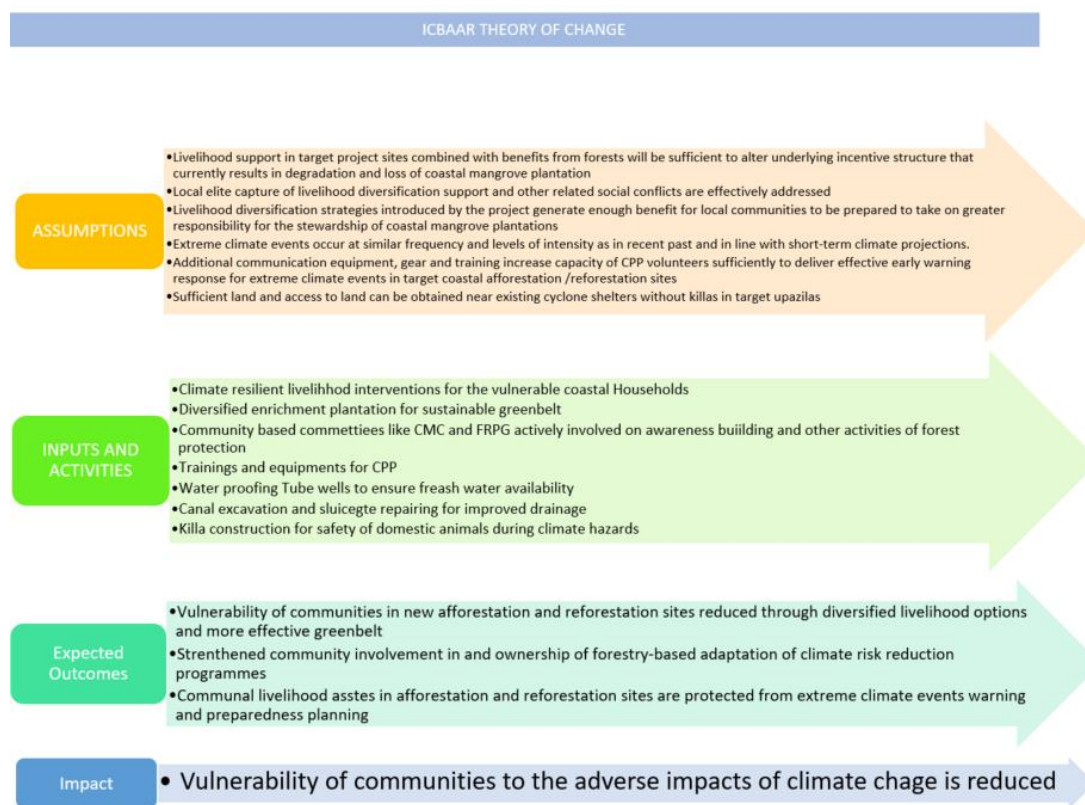 ICBAAR THEORY OF CHANGE
•Livelihood support in target project sites combined with benefits from forests will be sufficient to alter underlying incentive structure that
currently results in degradation and loss of coastal mangrove plantation
•Local elite capture of livelihood diversification support and other related social conflicts are effectively addressed
•Livelihood diversification strategies introduced by the project generate enough benefit for local communities to be prepared to take on greater
responsibility for the stewardship of coastal mangrove plantations
•Extreme climate events occur at similar frequency and levels of intensity as in recent past and in line with short-term climate projections.
•Additional communication equipment, gear and training increase capacity of CPP volunteers sufficiently to deliver effective early warning
response for extreme climate events in target coastal afforestation /reforestation sites
•Sufficient land and access to land can be obtained near existing cyclone shelters without killas in target upazilas
ASSUMPTIONS
•Climate resilient livelihhod interventions for the vulnerable coastal Households
•Diversified enrichment plantation for sustainable greenbelt
•Community based commettiees like CMC and FRPG actively involved on awareness buiilding and other activities of forest
protection
•Trainings and equipments for CPP
•Water proofing Tube wells to ensure freash water availability
•Canal excavation and sluicegte repairing for improved drainage
•Killa construction for safety of domestic animals during climate hazards
INPUTS AND
ACTIVITIES
•Vulnerability of communities in new afforestation and reforestation sites reduced through diversified livelihood options
and more effective greenbelt
•Strenthened community involvement in and ownership of forestry-based adaptation of climate risk reduction
programmes
•Communal livelihood asstes in afforestation and reforestation sites are protected from extreme climate events warning
and preparedness planning
Expected
Outcomes
Impact
• Vulnerability of communities to the adverse impacts of climate chage is reduced